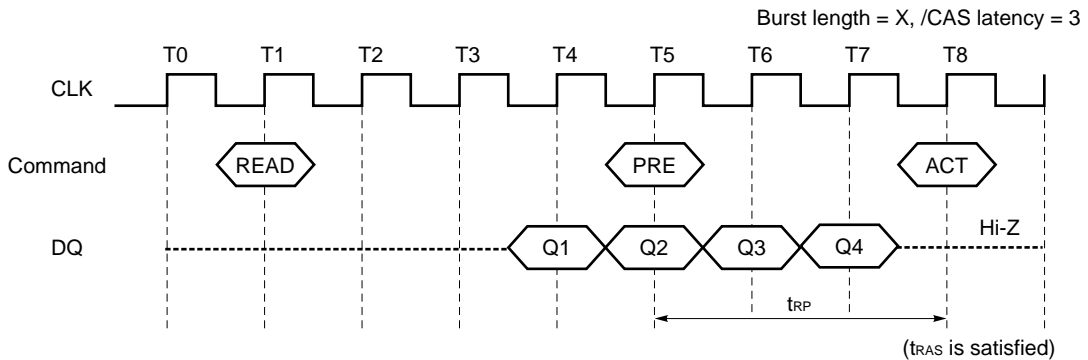 Burst length = X, /CAS latency = 3
T0 T1 T2 T3 T4 T5 T6 T7 T8
CLK
Command READ PRE ACT
Hi-Z
DQ Q1 Q2 Q3 Q4
tRP
(tRAS is satisfied)